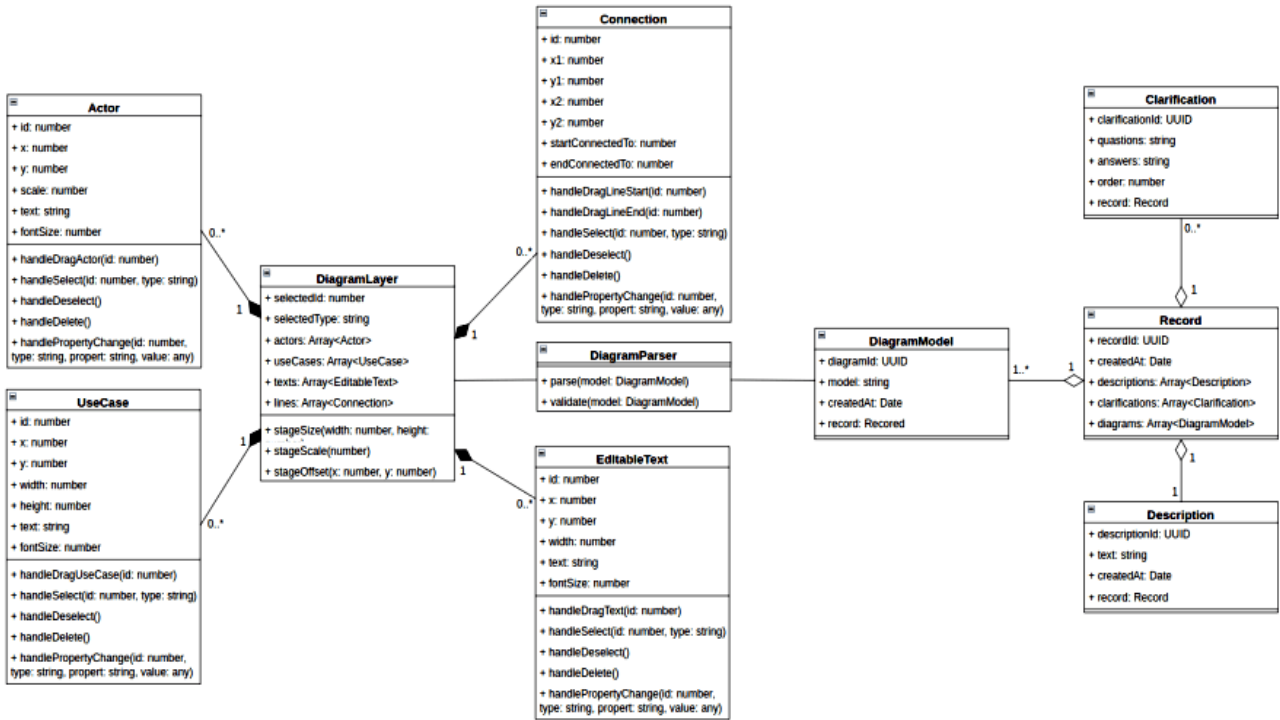 Actor
+ id: number
+ x: number
+ y: number
+ scale: number
+ text: string
+ fontSize: number
+ handleDragActor(id: number)
+ handleSelect(id: number, type: string)
+ handleDeselect()
+ handleDelete()
+ handlePropertyChange(id: number,
type: string, propert: string, value: any)
0..*
1
UseCase
+ id: number
+ x: number
+ y: number
+ width: number
+ height: number
+ text: string
+ fontSize: number
+ handleDragUseCase(id: number)
+ handleSelect(id: number, type: string)
+ handleDeselect()
+ handleDelete()
+ handlePropertyChange(id: number,
type: string, propert: string, value: any)
0..*
1
DiagramLayer
+ selectedId: number
+ selectedType: string
+ actors: Array<Actor>
+ useCases: Array<UseCase>
+ texts: Array<EditableText>
+ lines: Array<Connection>
+ stageSize(width: number, height:
+ stageScale(number)
+ stageOffset(x: number, y: number)
Connection
+ id: number
+ x1: number
+ y1: number
+ x2: number
+ y2: number
+ startConnectedTo: number
+ endConnectedTo: number
+ handleDragLineStart(id: number)
+ handleDragLineEnd(id: number)
+ handleSelect(id: number, type: string)
+ handleDeselect()
+ handleDelete()
+ handlePropertyChange(id: number,
type: string, propert: string, value: any)
0..*
1
DiagramParser
+ parse(model: DiagramModel)
+ validate(model: DiagramModel)
EditableText
+ id: number
+ x: number
+ y: number
+ width: number
+ text: string
+ fontSize: number
+ handleDragText(id: number)
+ handleSelect(id: number, type: string)
+ handleDeselect()
+ handleDelete()
+ handlePropertyChange(id: number,
type: string, propert: string, value: any)
1
0..*
DiagramModel
+ diagramId: UUID
+ model: string
+ createdAt: Date
+ record: Recored
1..*
1
Clarification
+ clarificationId: UUID
+ quastions: string
+ answers: string
+ order: number
+ record: Record
0..*
1
Record
+ recordId: UUID
+ createdAt: Date
+ descriptions: Array<Description>
+ clarifications: Array<Clarification>
+ diagrams: Array<DiagramModel>
1
1
Description
+ descriptionId: UUID
+ text: string
+ createdAt: Date
+ record: Record